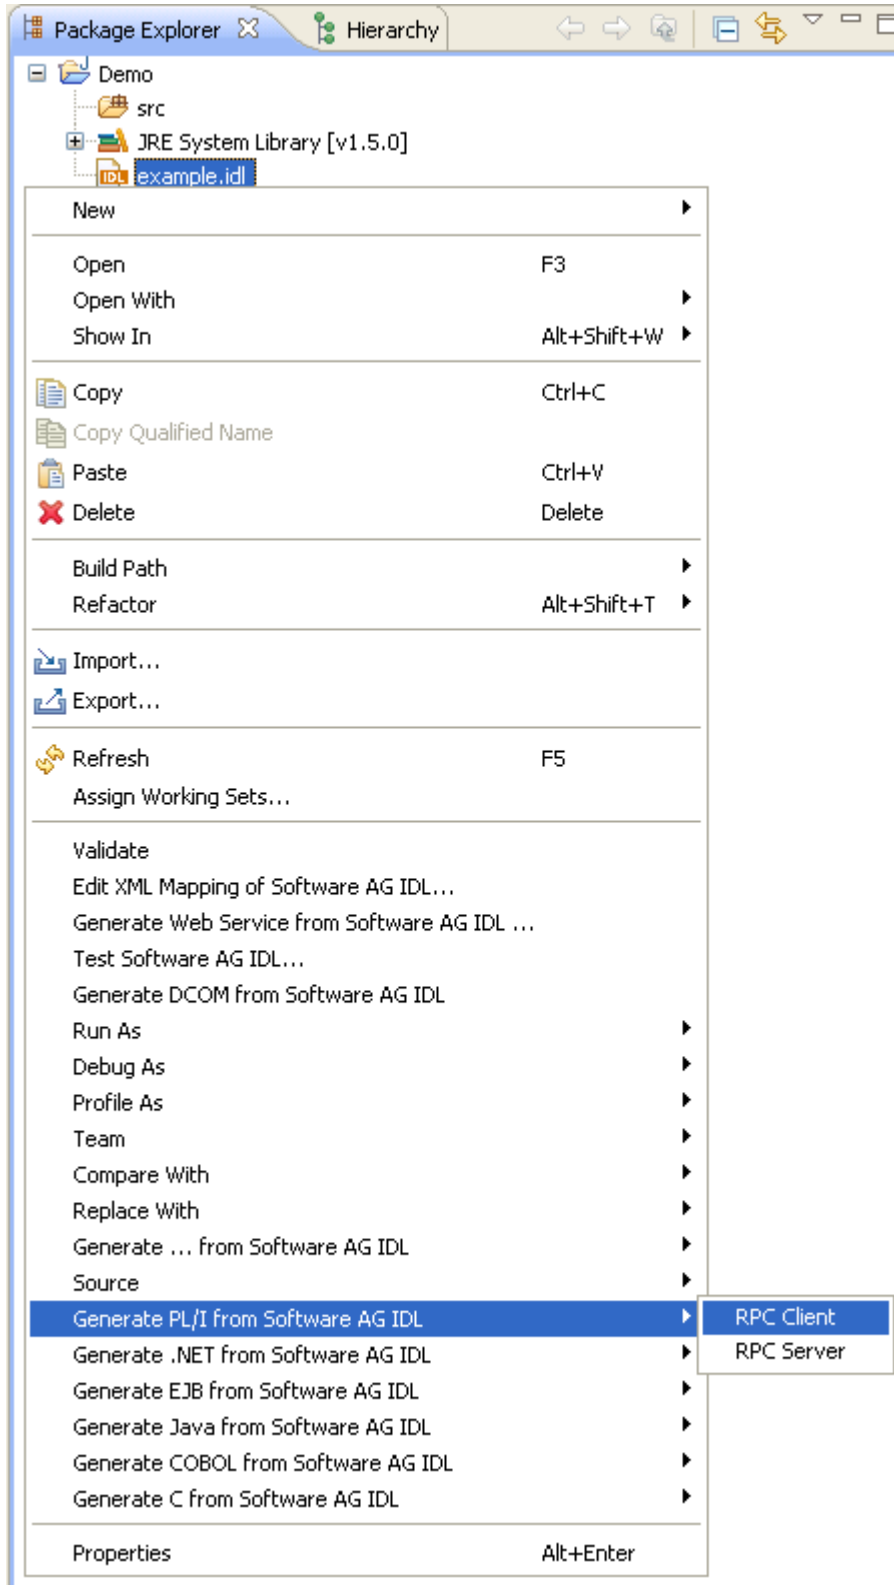 Package Explorer Hierarchy
Demo
src
JRE System Library [v1.5.0]
IDL example.idl
New
Open F3
Open With
Show In Alt+Shift+W
Copy Ctrl+C
Copy Qualified Name
Paste Ctrl+V
Delete Delete
Build Path
Refactor Alt+Shift+T
Import...
Export...
Refresh F5
Assign Working Sets...
Validate
Edit XML Mapping of Software AG IDL...
Generate Web Service from Software AG IDL ...
Test Software AG IDL...
Generate DCOM from Software AG IDL
Run As
Debug As
Profile As
Team
Compare With
Replace With
Generate ... from Software AG IDL
Source
Generate PL/I from Software AG IDL RPC Client
Generate .NET from Software AG IDL RPC Server
Generate EJB from Software AG IDL
Generate Java from Software AG IDL
Generate COBOL from Software AG IDL
Generate C from Software AG IDL
Properties Alt+Enter